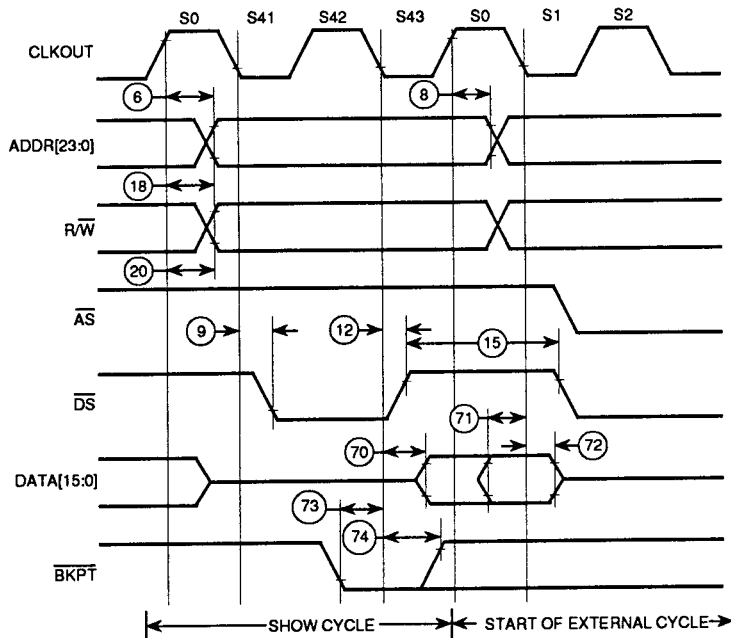 S0 S41 S42 S43 S0 S1 S2
CLKOUT
6 8
ADDR[23:0]
18
R/W
20
AS
9 12 15
DS
71
70 72
DATA[15:0]
73
74
BKPT
SHOW CYCLE START OF EXTERNAL CYCLE